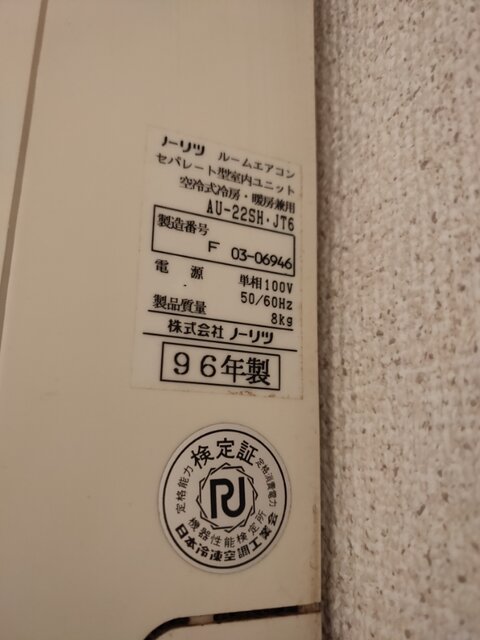 ノーリツ ルームエアコン
セパレート型室内ユニット
空冷式冷房・暖房兼用
AU-22SH・JT6
製造番号
F 03-06946
電源 単相100V
50/60Hz
製品質量 8kg
株式会社 ノーリツ
96年製
検定証
定格能力
定格消費電力
機器性能検定所
日本冷凍空調工業会